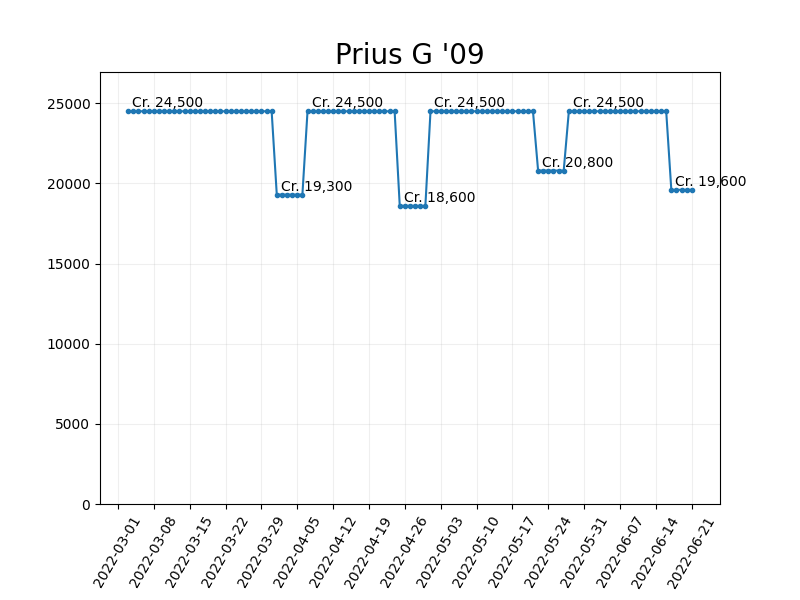 Prius G '09
Cr. 24,500
Cr. 24,500
Cr. 24,500
Cr. 24,500
Cr. 19,300
Cr. 18,600
Cr. 20,800
Cr. 19,600
25000
20000
15000
10000
5000
0
2022-03-01
2022-03-08
2022-03-15
2022-03-22
2022-03-29
2022-04-05
2022-04-12
2022-04-19
2022-04-26
2022-05-03
2022-05-10
2022-05-17
2022-05-24
2022-05-31
2022-06-07
2022-06-14
2022-06-21